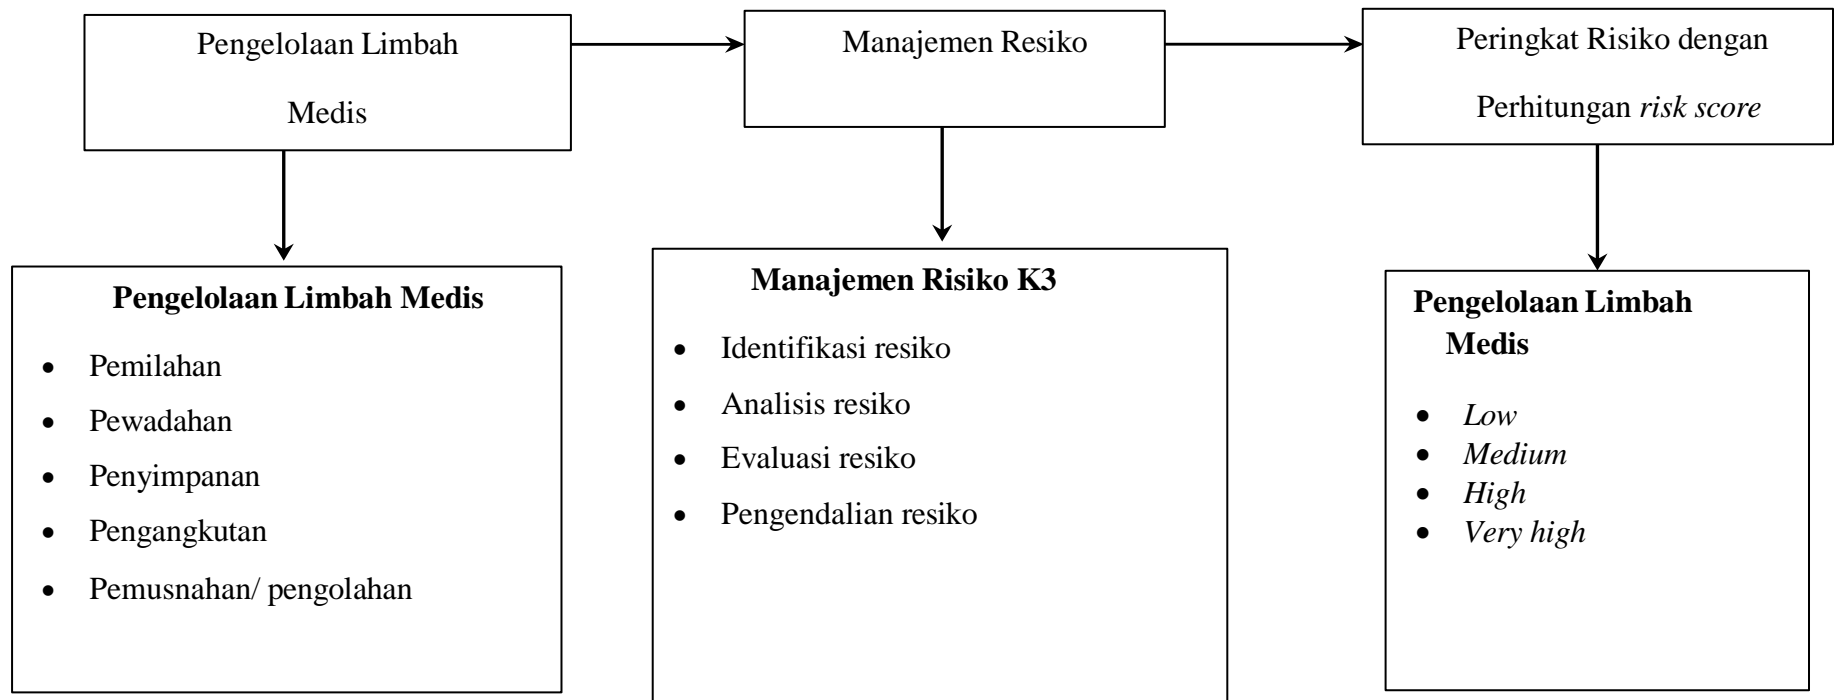 Pengelolaan Limbah
Medis
Manajemen Resiko
Peringkat Risiko dengan
Perhitungan risk score
Pengelolaan Limbah Medis
• Pemilahan
• Pewadahan
• Penyimpanan
• Pengangkutan
• Pemusnahan/ pengolahan
Manajemen Risiko K3
• Identifikasi resiko
• Analisis resiko
• Evaluasi resiko
• Pengendalian resiko
Pengelolaan Limbah
Medis
• Low
• Medium
• High
• Very high